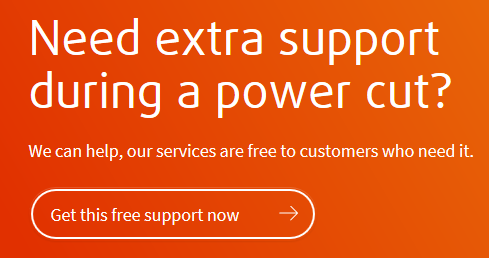 Need extra support
during a power cut?
We can help, our services are free to customers who need it.
Get this free support now